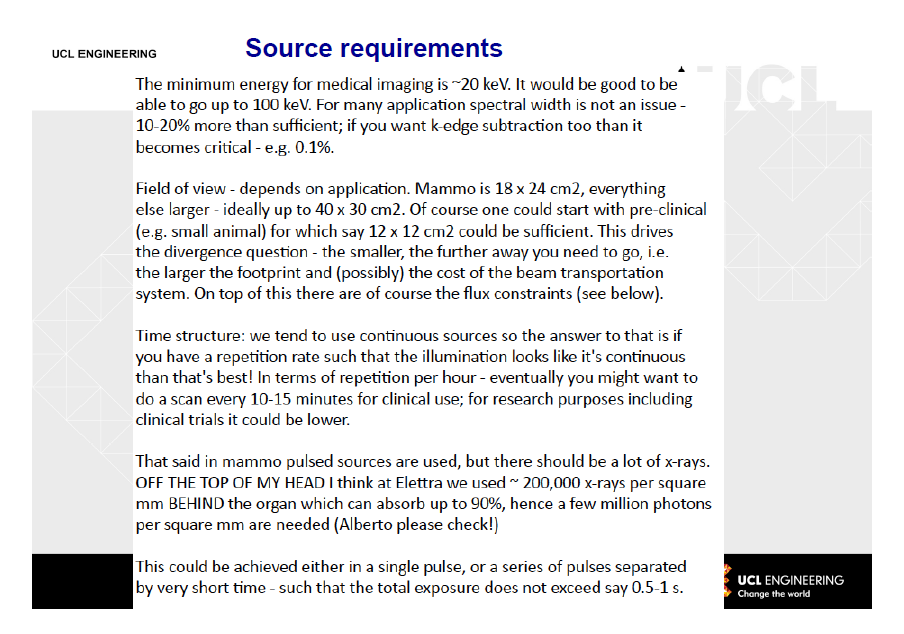 UCL ENGINEERING
Source requirements
UCL
The minimum energy for medical imaging is ~20 keV. It would be good to be
able to go up to 100 keV. For many application spectral width is not an issue -
10-20% more than sufficient; if you want k-edge subtraction too than it
becomes critical - e.g. 0.1%.
Field of view - depends on application. Mammo is 18 x 24 cm2, everything
else larger - ideally up to 40 x 30 cm2. Of course one could start with pre-clinical
(e.g. small animal) for which say 12 x 12 cm2 could be sufficient. This drives
the divergence question - the smaller, the further away you need to go, i.e.
the larger the footprint and (possibly) the cost of the beam transportation
system. On top of this there are of course the flux constraints (see below).
Time structure: we tend to use continuous sources so the answer to that is if
you have a repetition rate such that the illumination looks like it's continuous
than that's best! In terms of repetition per hour - eventually you might want to
do a scan every 10-15 minutes for clinical use; for research purposes including
clinical trials it could be lower.
That said in mammo pulsed sources are used, but there should be a lot of x-rays.
OFF THE TOP OF MY HEAD I think at Elettra we used ~ 200,000 x-rays per square
mm BEHIND the organ which can absorb up to 90%, hence a few million photons
per square mm are needed (Alberto please check!)
This could be achieved either in a single pulse, or a series of pulses separated
by very short time - such that the total exposure does not exceed say 0.5-1 s.
UCL ENGINEERING
Change the world